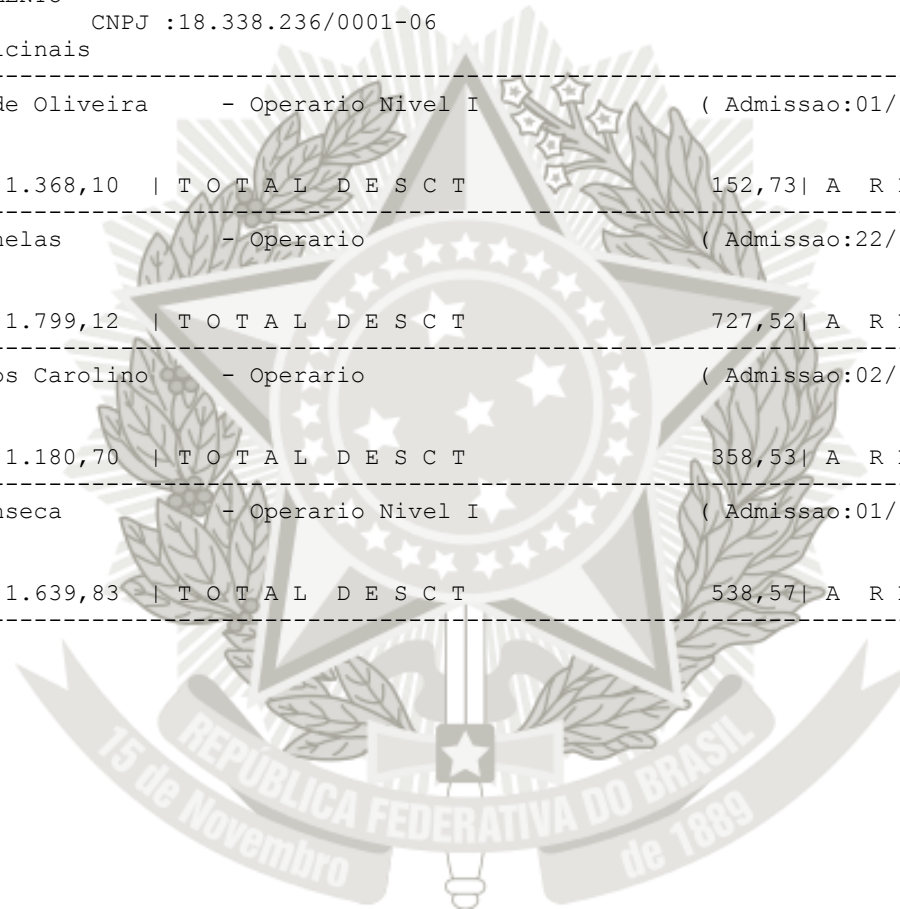 CNPJ :18.338.236/0001-06
icinais
de Oliveira - Operario Nivel I ( Admissao:01/
1.368,10 | T O T A L D E S C T 152,73| A R
nelas - Operario ( Admissao:22/
1.799,12 | T O T A L D E S C T 727,52| A R
os Carolino - Operario ( Admissao:02/
1.180,70 | T O T A L D E S C T 358,53| A R
nseca - Operario Nivel I ( Admissao:01/
1.639,83 | T O T A L D E S C T 538,57| A R
REPÚBLICA FEDERATIVA DO BRASIL
15 de Novembro de 1889